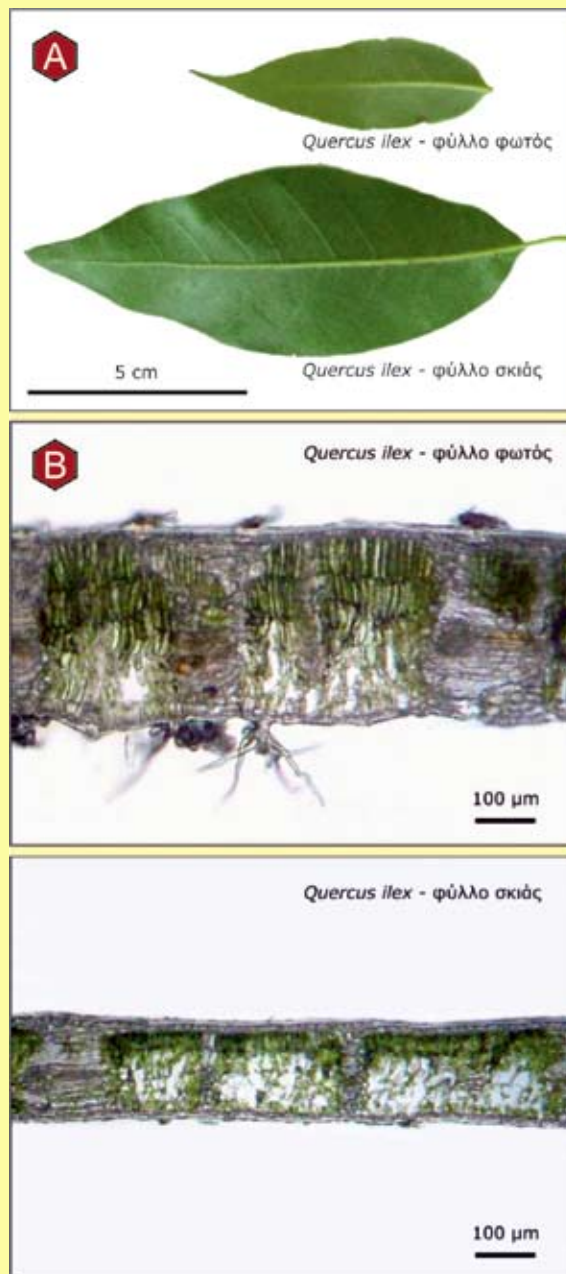 A
Quercus ilex - φύλλο φωτός
Quercus ilex - φύλλο σκιάς
5 cm
B
Quercus ilex - φύλλο φωτός
100 μm
Quercus ilex - φύλλο σκιάς
100 μm